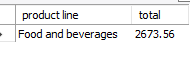 product line total
Food and beverages 2673.56